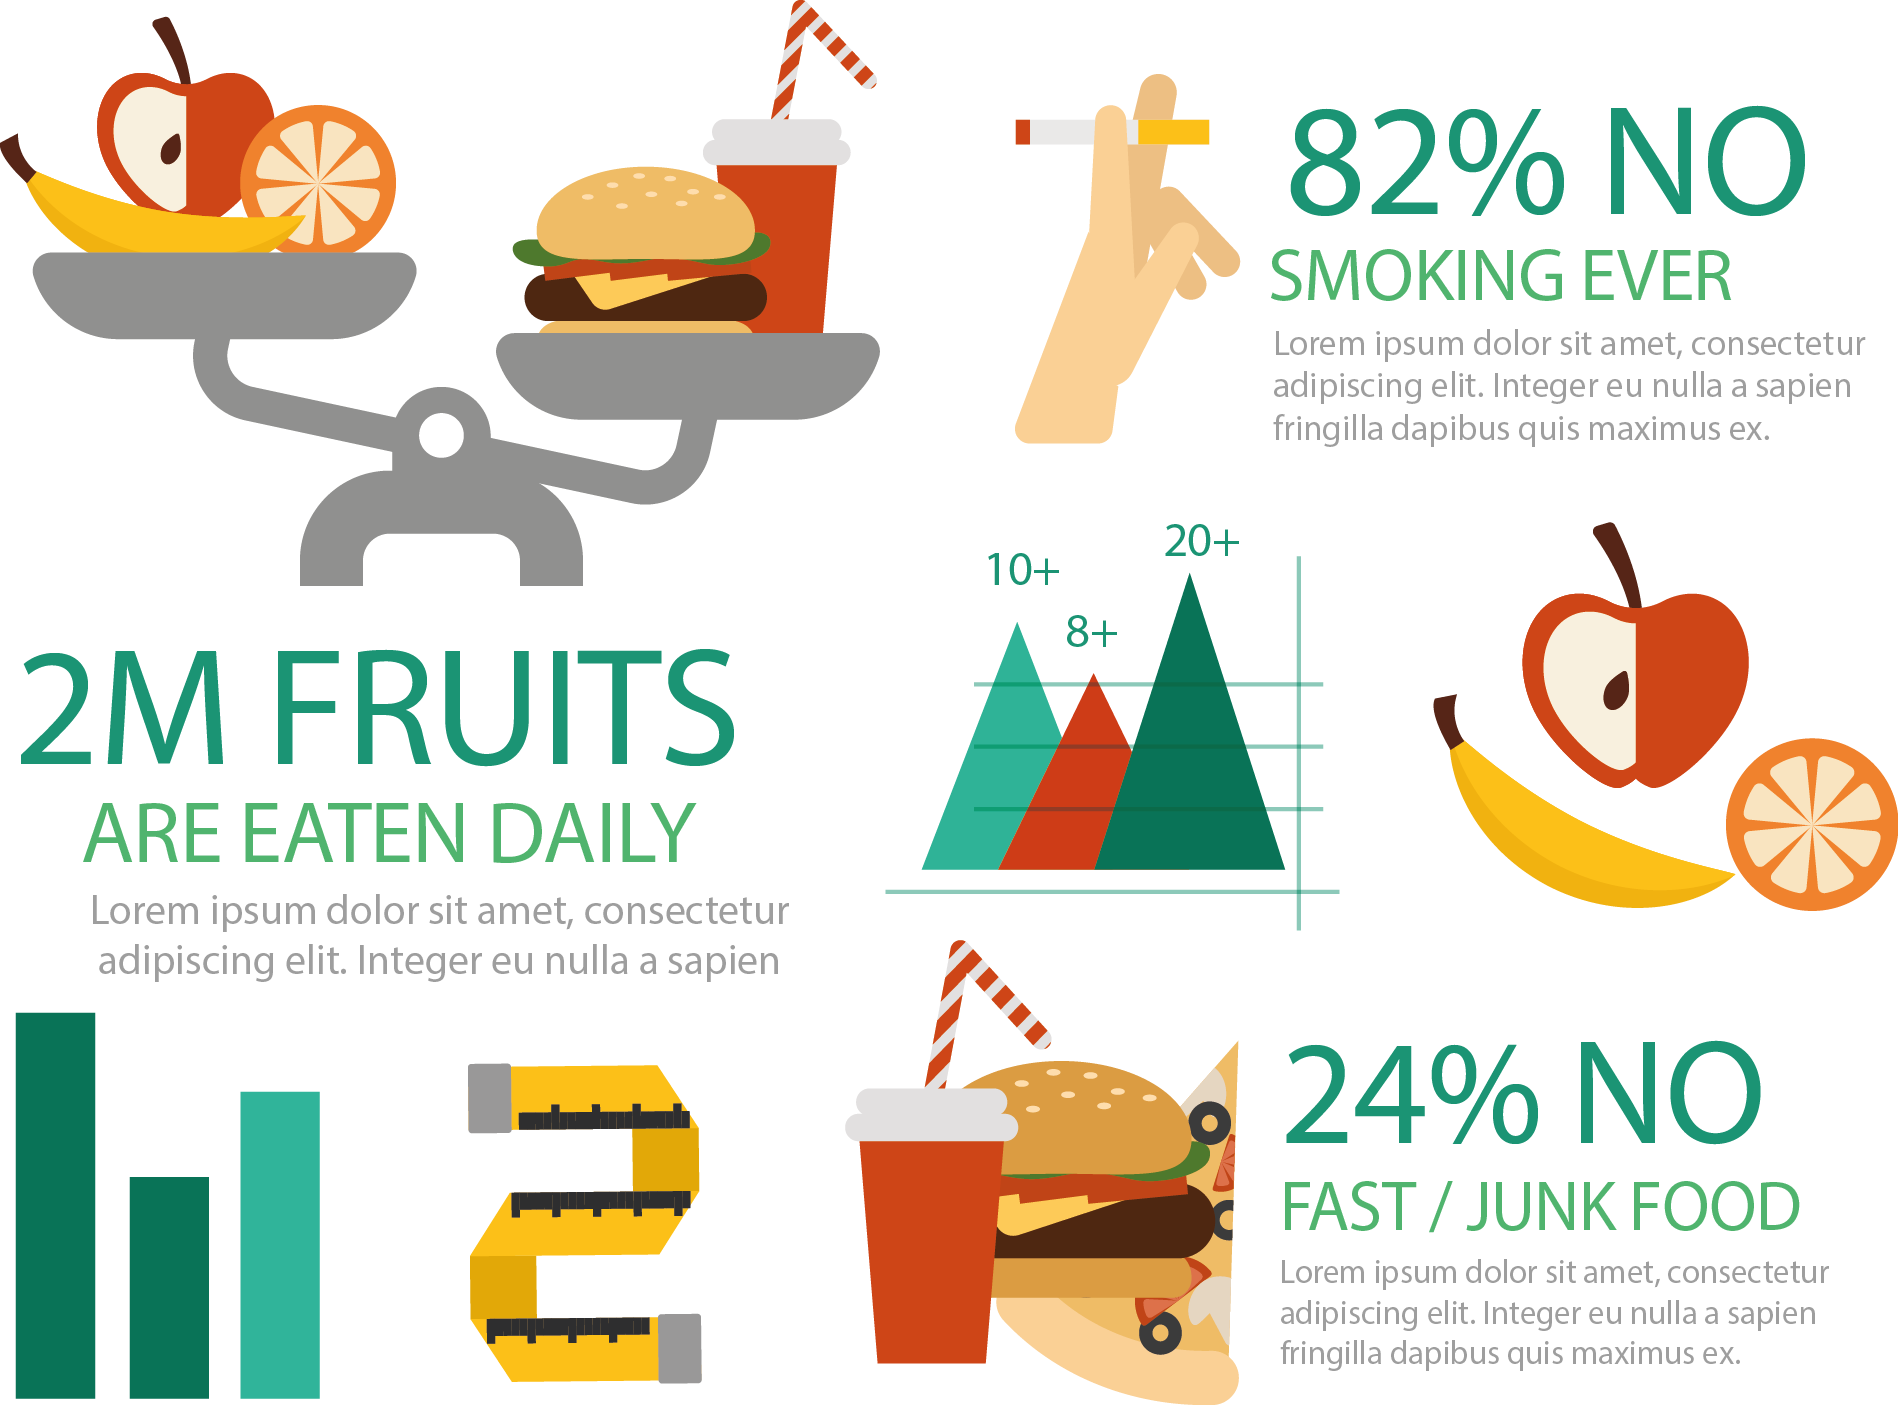 82% NO
SMOKING EVER
Lorem ipsum dolor sit amet, consectetur
adipiscing elit. Integer eu nulla a sapien
fringilla dapibus quis maximus ex.
10+
8+
20+
2M FRUITS
ARE EATEN DAILY
Lorem ipsum dolor sit amet, consectetur
adipiscing elit. Integer eu nulla a sapien
24% NO
FAST / JUNK FOOD
Lorem ipsum dolor sit amet, consectetur
adipiscing elit. Integer eu nulla a sapien
fringilla dapibus quis maximus ex.